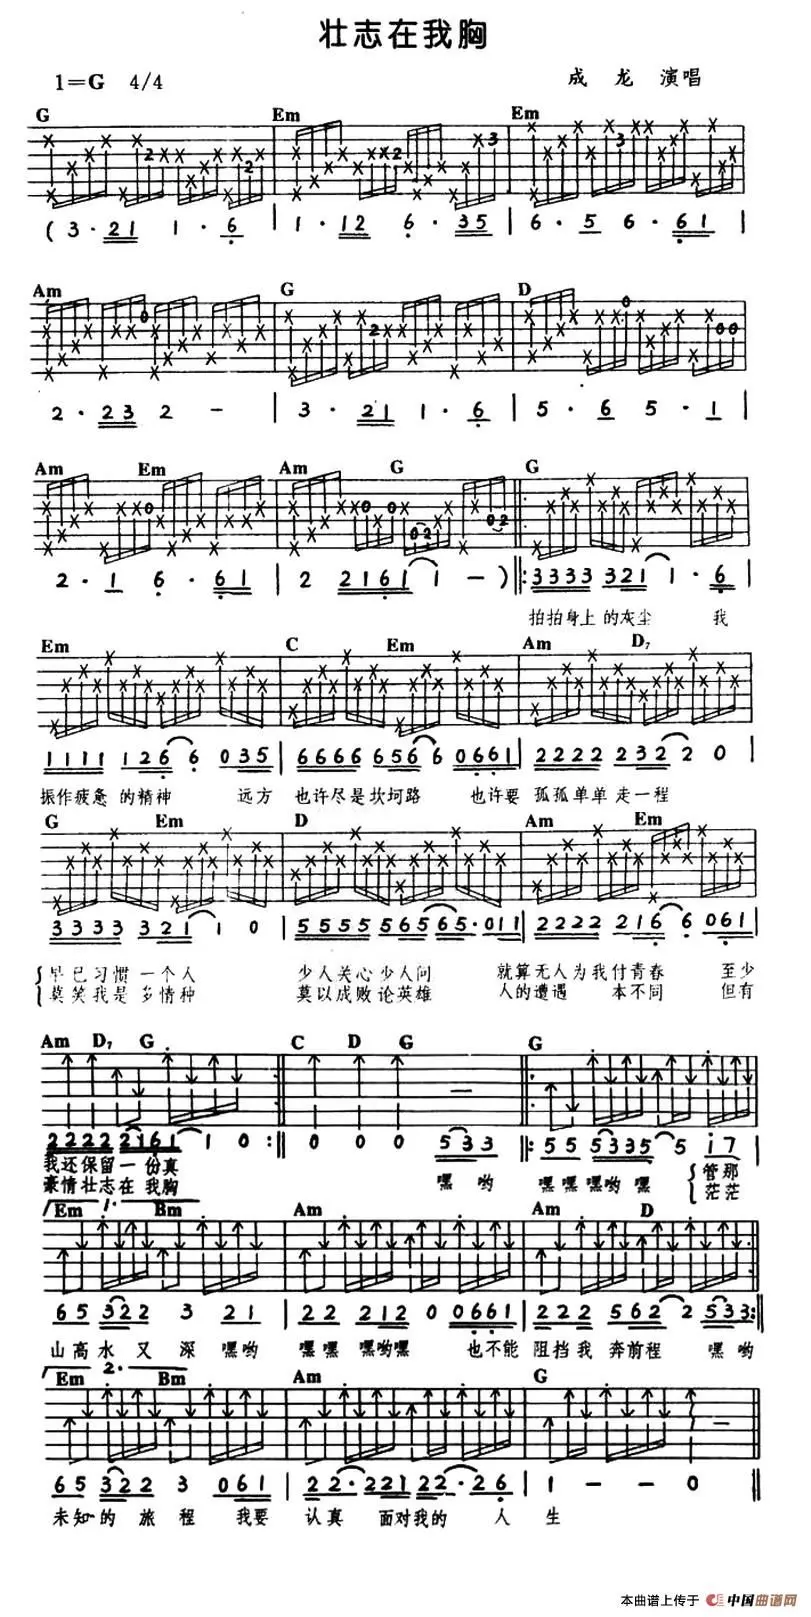 壮志在我胸
1=G 4/4
成龙 演唱
G Em Em
(3·21 1·6 | 1·12 6·35 | 6·5 6·61
Am G D
2·23 2 - | 3·21 1·6 | 5·6 5·1
Am Em Am G G
2·1 6·61 | 2 2161 1 -) ‖: 3333 321 1·6
拍拍身上的灰尘 我
Em C Em Am D7
1111 126 6 035 | 6666 656 6 0661 | 2222 232 2 0
振作疲惫的精神 远方 也许尽是坎坷路 也许要 孤孤单单走一程
G Em D Am Em
3333 321 1 0 | 5555 565 65·011 | 2222 216 6 061
早已习惯一个人 少人关心少人问 就算无人为我付青春 至少
莫笑我是多情种 莫以成败论英雄 人的遭遇 本不同 但有
Am D7 G C D G G
2222 2161 1 0 :‖ 0 0 0 533 ‖: 55 5335 5 i7
我还保留一份真
豪情壮志在我胸 嘿哟 嘿嘿嘿哟嘿 管那
茫茫
1.
Em Bm Am Am D
65 322 3 21 | 22 212 0 0661 | 222 562 2 533 :‖
山高水又深 嘿哟 嘿嘿 嘿哟嘿 也不能 阻挡我奔前程 嘿哟
2.
Em Bm Am G
65 322 3 061 | 22·221 22·26 | 1 - - 0
未知的旅程 我要 认真 面对我的人 生
本曲谱上传于 中国曲谱网